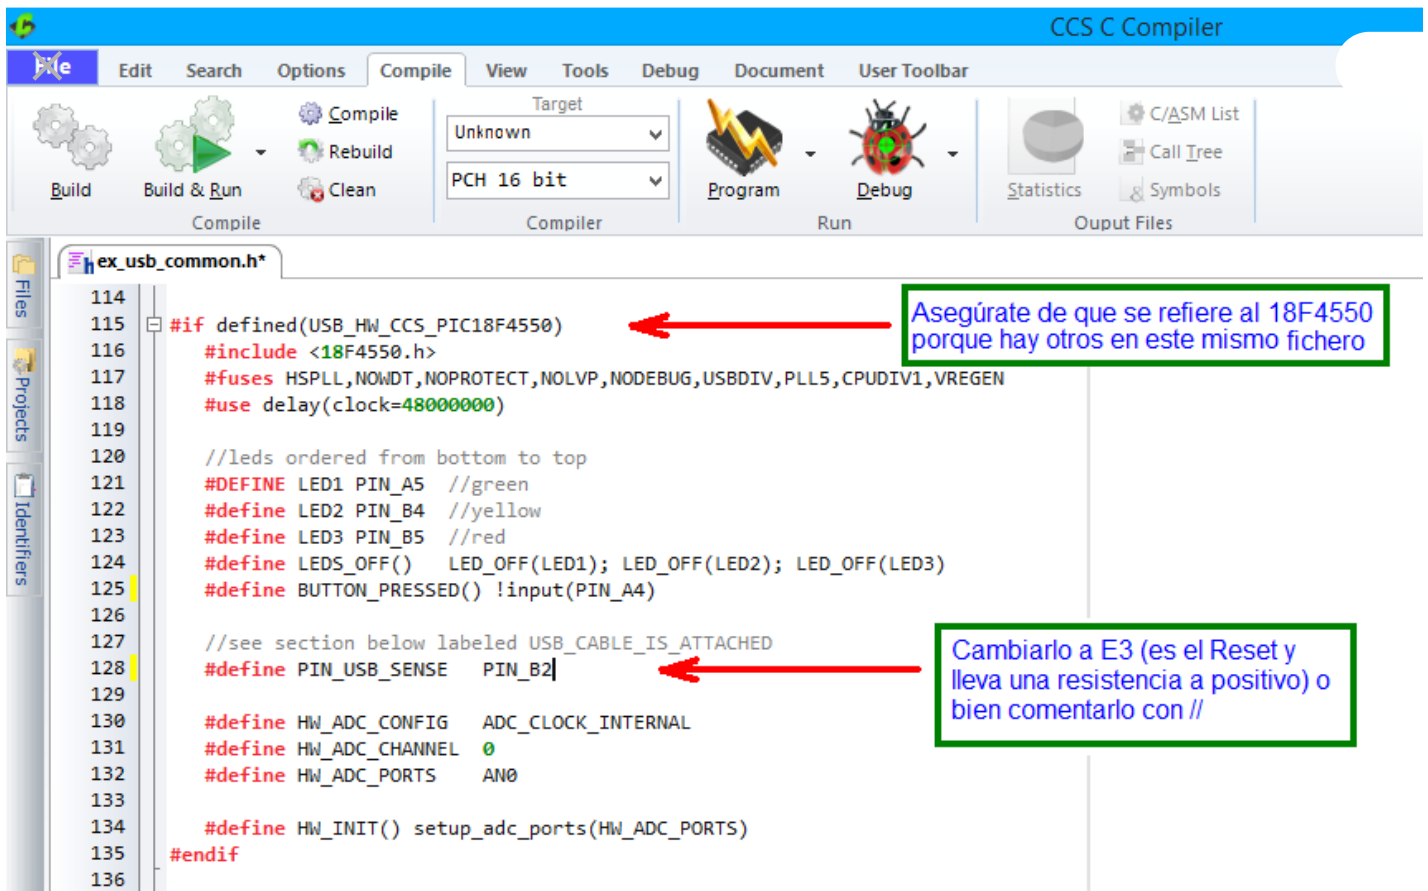 CCS C Compiler
File Edit Search Options Compile View Tools Debug Document User Toolbar
Build
Build & Run
Compile
Rebuild
Clean
Compile
Target
Unknown
PCH 16 bit
Compiler
Program
Debug
Run
Statistics
C/ASM List
Call Tree
Symbols
Ouput Files
Files
Projects
Identifiers
ex_usb_common.h*
114
115 #if defined(USB_HW_CCS_PIC18F4550)
116 #include <18F4550.h>
117 #fuses HSPLL,NOWDT,NOPROTECT,NOLVP,NODEBUG,USBDIV,PLL5,CPUDIV1,VREGEN
118 #use delay(clock=48000000)
119
120 //leds ordered from bottom to top
121 #DEFINE LED1 PIN_A5 //green
122 #define LED2 PIN_B4 //yellow
123 #define LED3 PIN_B5 //red
124 #define LEDS_OFF() LED_OFF(LED1); LED_OFF(LED2); LED_OFF(LED3)
125 #define BUTTON_PRESSED() !input(PIN_A4)
126
127 //see section below labeled USB_CABLE_IS_ATTACHED
128 #define PIN_USB_SENSE PIN_B2
129
130 #define HW_ADC_CONFIG ADC_CLOCK_INTERNAL
131 #define HW_ADC_CHANNEL 0
132 #define HW_ADC_PORTS AN0
133
134 #define HW_INIT() setup_adc_ports(HW_ADC_PORTS)
135 #endif
136
Asegúrate de que se refiere al 18F4550
porque hay otros en este mismo fichero
Cambiarlo a E3 (es el Reset y
lleva una resistencia a positivo) o
bien comentarlo con //